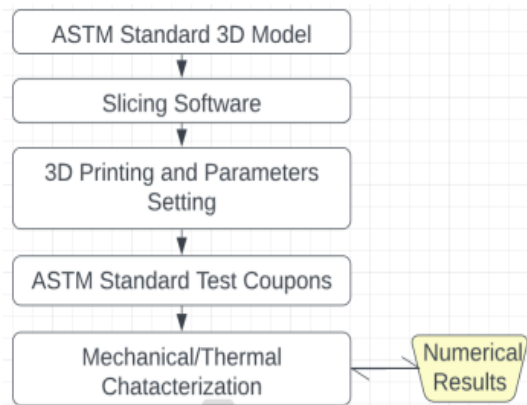 ASTM Standard 3D Model
Slicing Software
3D Printing and Parameters
Setting
ASTM Standard Test Coupons
Mechanical/Thermal
Chatacterization
Numerical
Results